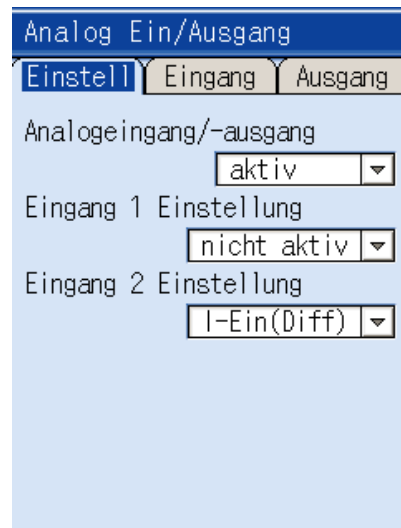 Analog Ein/Ausgang
Einstell Eingang Ausgang
Analogeingang/-ausgang
aktiv
Eingang 1 Einstellung
nicht aktiv
Eingang 2 Einstellung
I-Ein(Diff)